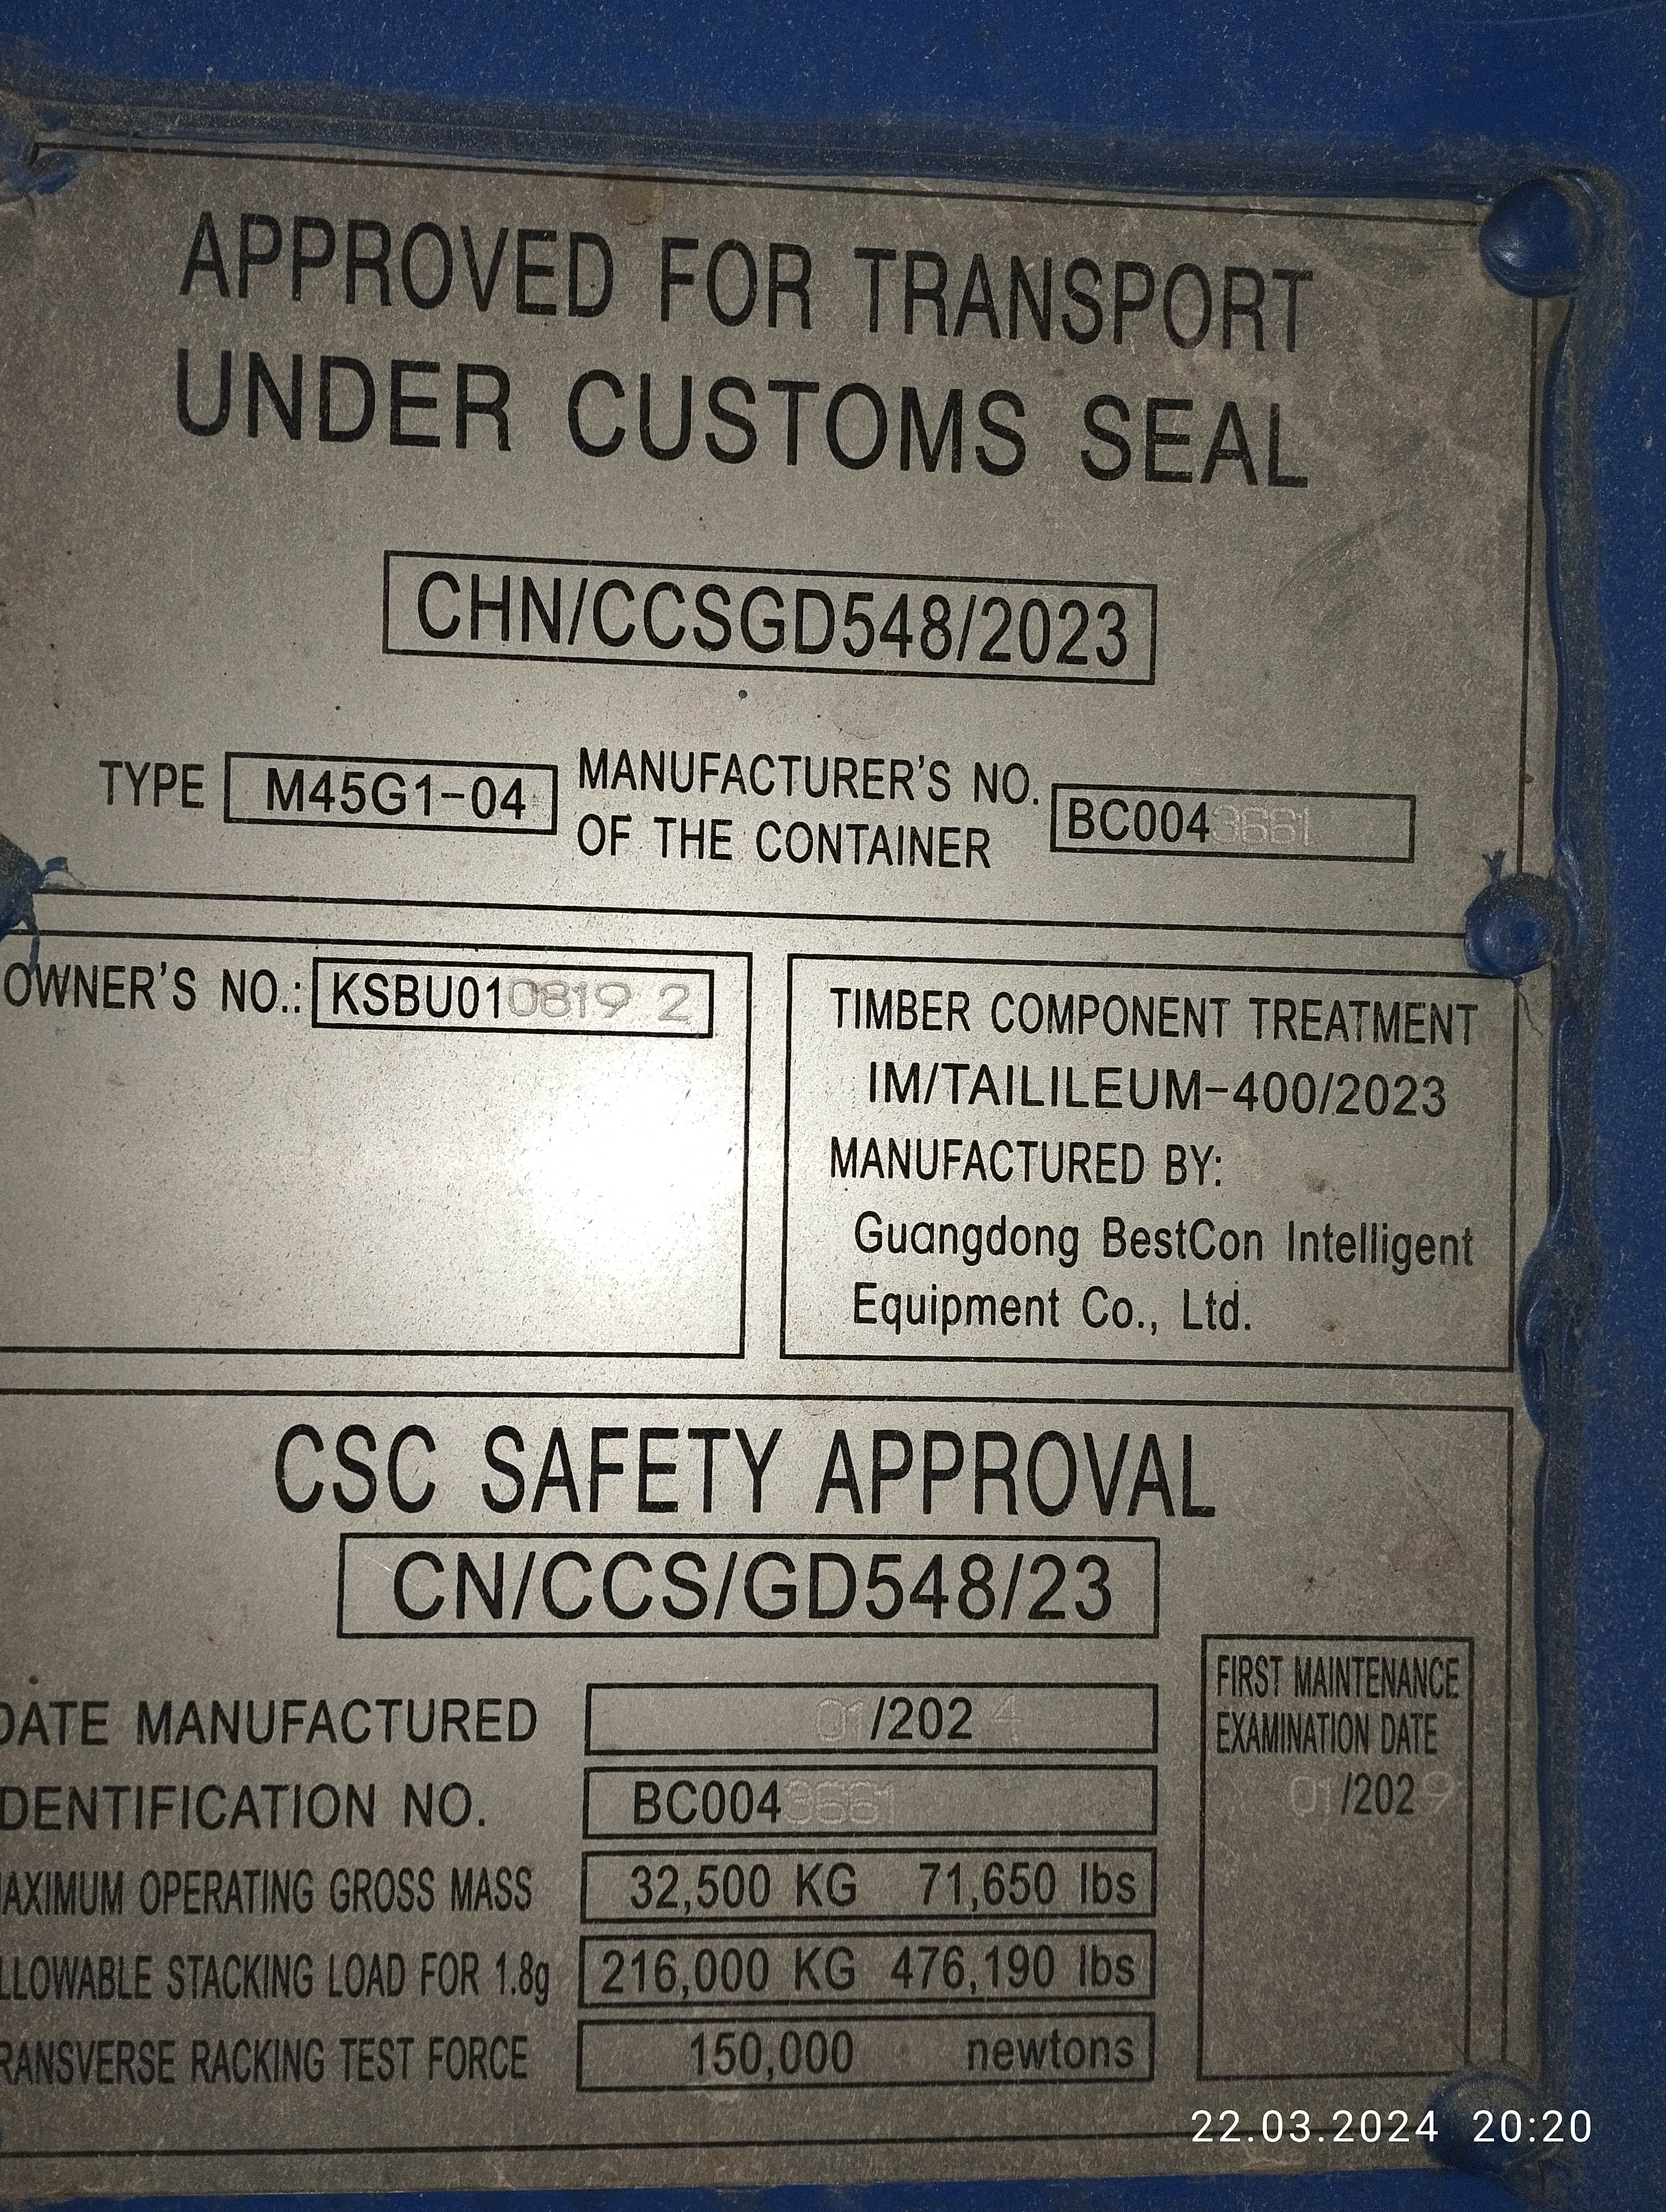 APPROVED FOR TRANSPORT
UNDER CUSTOMS SEAL
CHN/CCSGD548/2023
TYPE M45G1-04 MANUFACTURER'S NO. OF THE CONTAINER BC0043661
OWNER'S NO.: KSBU010819 2
TIMBER COMPONENT TREATMENT
IM/TAILILEUM-400/2023
MANUFACTURED BY:
Guangdong BestCon Intelligent
Equipment Co., Ltd.
CSC SAFETY APPROVAL
CN/CCS/GD548/23
DATE MANUFACTURED 01/2024
IDENTIFICATION NO. BC0043661
MAXIMUM OPERATING GROSS MASS 32,500 KG 71,650 lbs
ALLOWABLE STACKING LOAD FOR 1.8g 216,000 KG 476,190 lbs
TRANSVERSE RACKING TEST FORCE 150,000 newtons
FIRST MAINTENANCE
EXAMINATION DATE
01/2029
22.03.2024 20:20